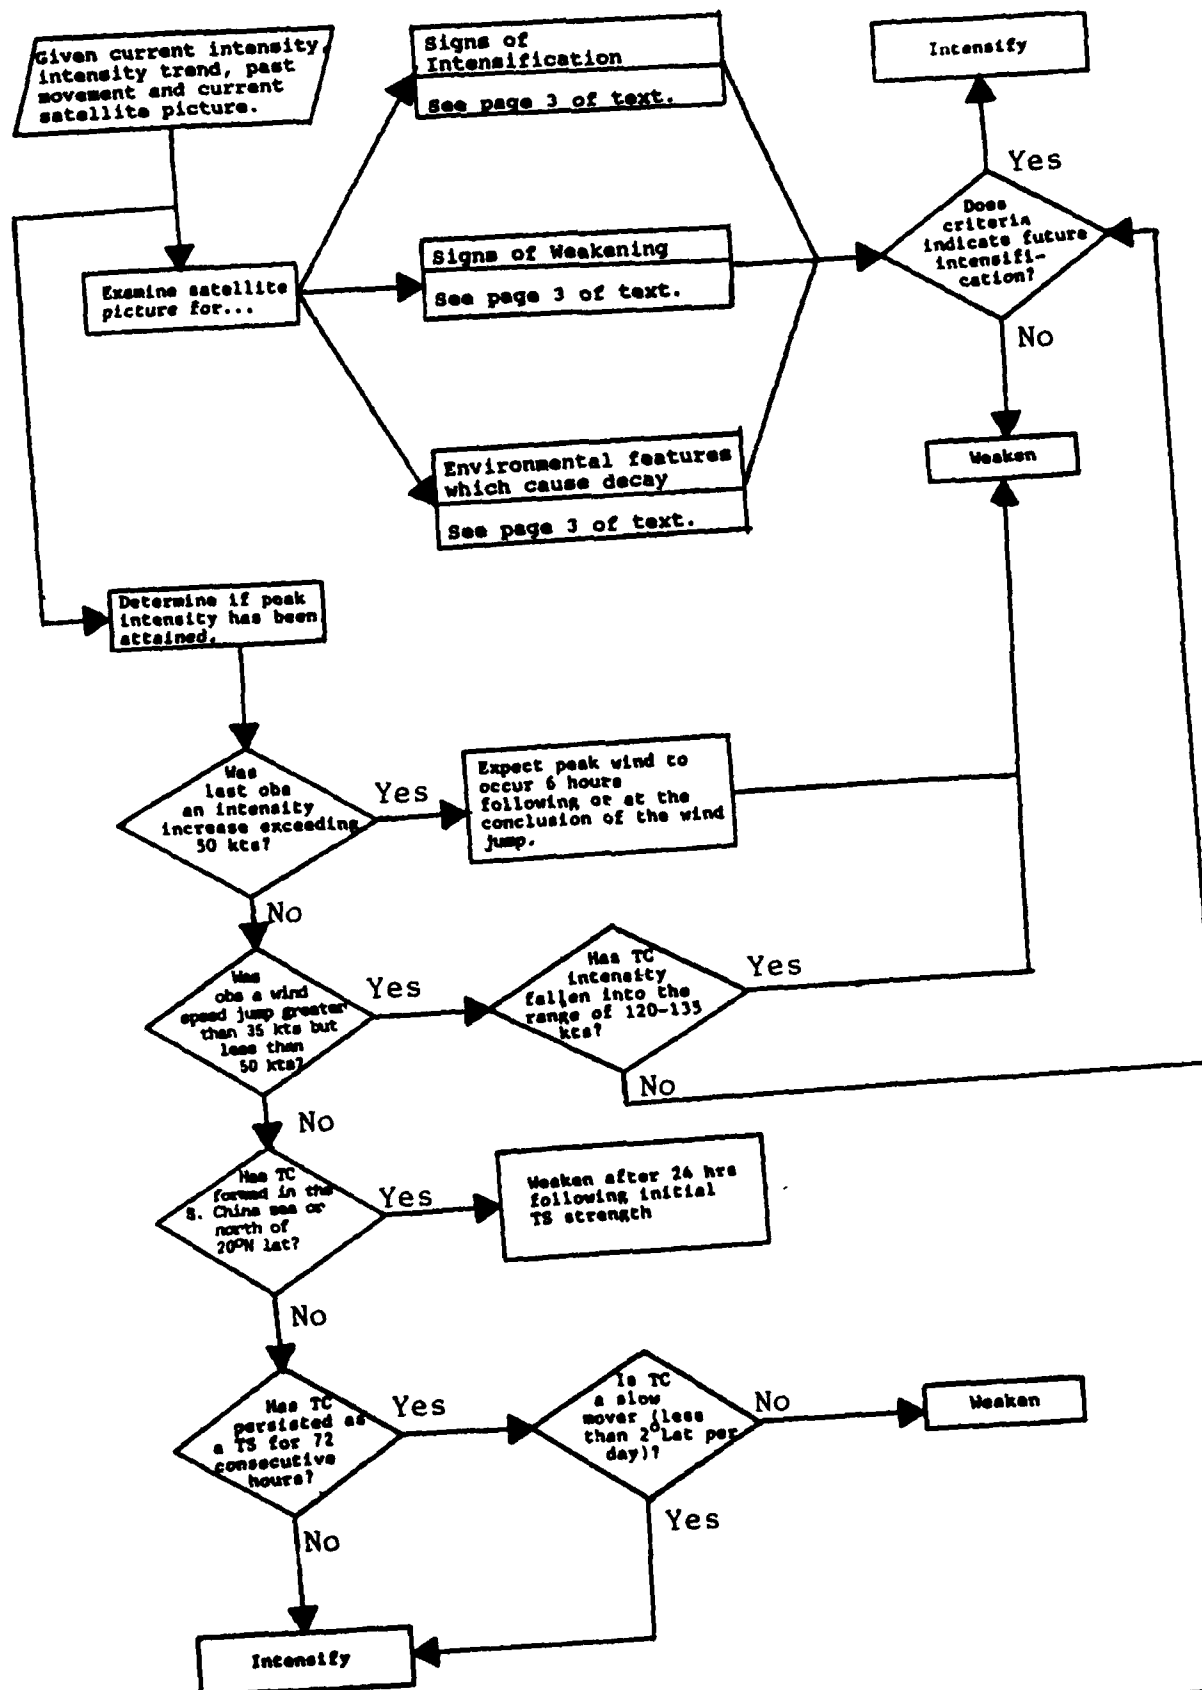 Given current intensity,
intensity trend, past
movement and current
satellite picture.
Signs of
Intensification
See page 3 of text.
Intensify
Yes
Does
criteria
indicate future
intensifi-
cation?
No
Examine satellite
picture for...
Signs of Weakening
See page 3 of text.
Weaken
Environmental features
which cause decay
See page 3 of text.
Determine if peak
intensity has been
attained.
Was
last obs
an intensity
increase exceeding
50 kts?
Yes
Expect peak wind to
occur 6 hours
following or at the
conclusion of the wind
jump.
No
Was
obs a wind
speed jump greater
than 35 kts but
less than
50 kts?
Yes
Has TC
intensity
fallen into the
range of 120-135
kts?
Yes
No
No
Has TC
formed in the
S. China sea or
north of
20°N lat?
Yes
Weaken after 24 hrs
following initial
TS strength
No
Has TC
persisted as
a TS for 72
consecutive
hours?
Yes
Is TC
a slow
mover (less
than 2°Lat per
day)?
No
Weaken
Yes
No
Intensify